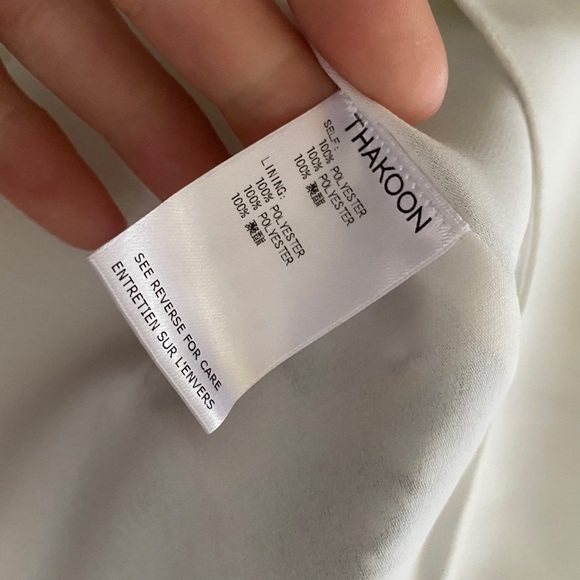 THAKOON
SELF:
100% POLYESTER
100% POLYESTER
100%
LINING:
100% POLYESTER
100% POLYESTER
100%
SEE REVERSE FOR CARE
ENTRETIEN SUR L'ENVERS